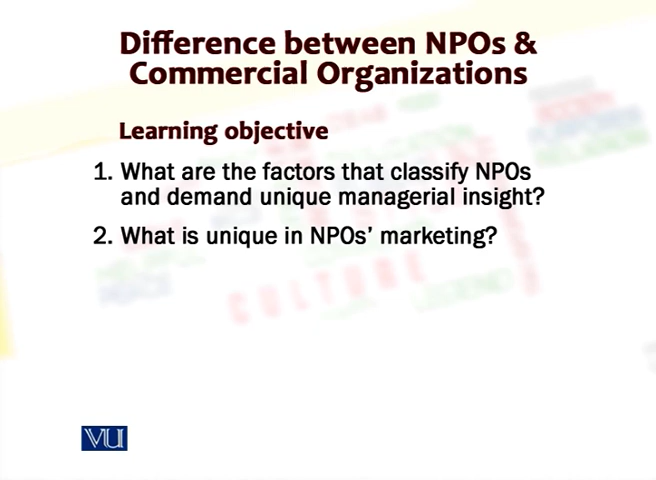 Difference between NPOs &
Commercial Organizations
Learning objective
1. What are the factors that classify NPOs
and demand unique managerial insight?
2. What is unique in NPOs' marketing?
CULTURE
VU